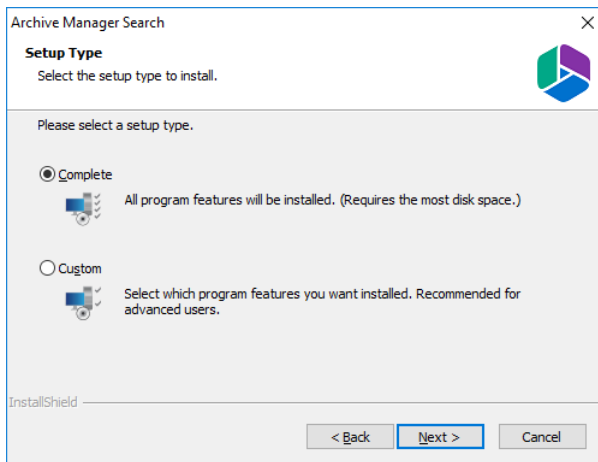 Archive Manager Search
Setup Type
Select the setup type to install.
Please select a setup type.
Complete
All program features will be installed. (Requires the most disk space.)
Custom
Select which program features you want installed. Recommended for
advanced users.
InstallShield
< Back
Next >
Cancel